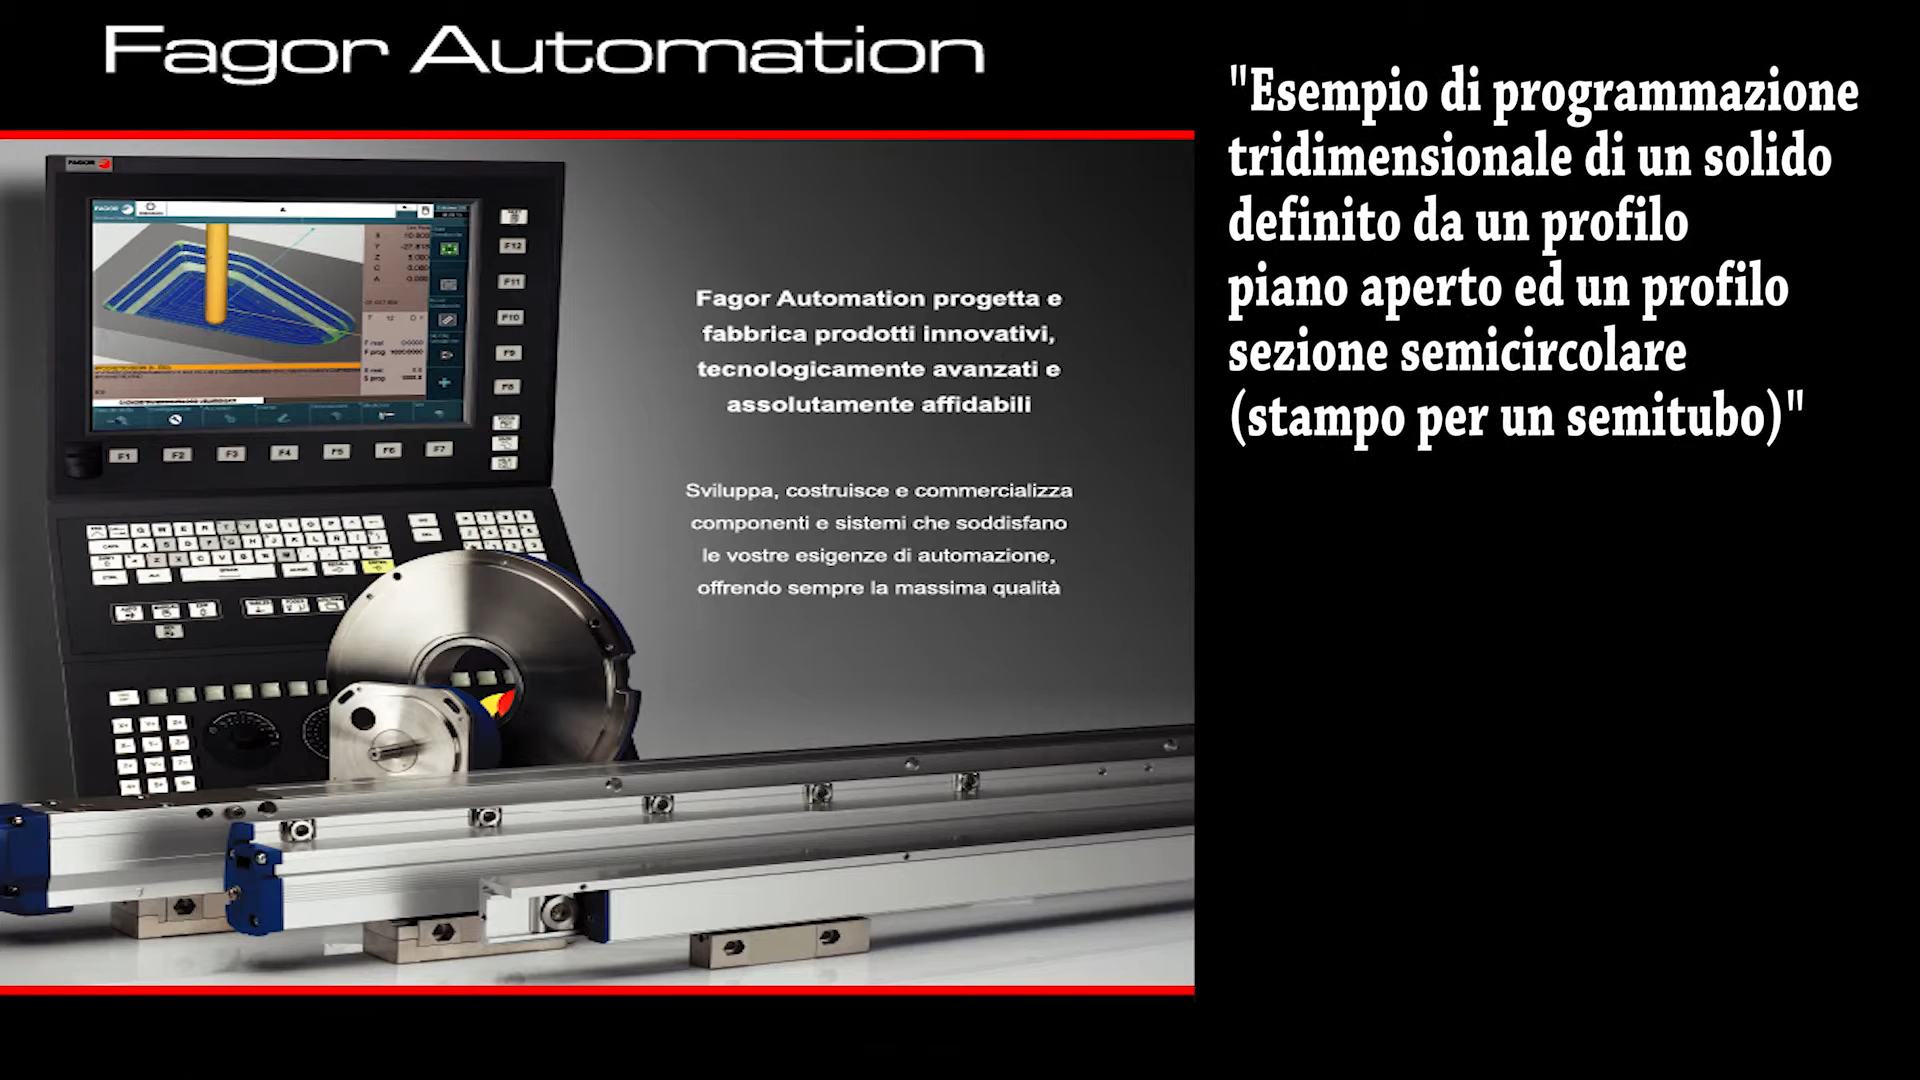 Fagor Automation
"Esempio di programmazione
tridimensionale di un solido
definito da un profilo
piano aperto ed un profilo
sezione semicircolare
(stampo per un semitubo)"
Fagor Automation progetta e
fabbrica prodotti innovativi,
tecnologicamente avanzati e
assolutamente affidabili
Sviluppa, costruisce e commercializza
componenti e sistemi che soddisfano
le vostre esigenze di automazione,
offrendo sempre la massima qualità
FAGOR
F12
F11
F10
F9
F8
F1 F2 F3 F4 F5 F6 F7